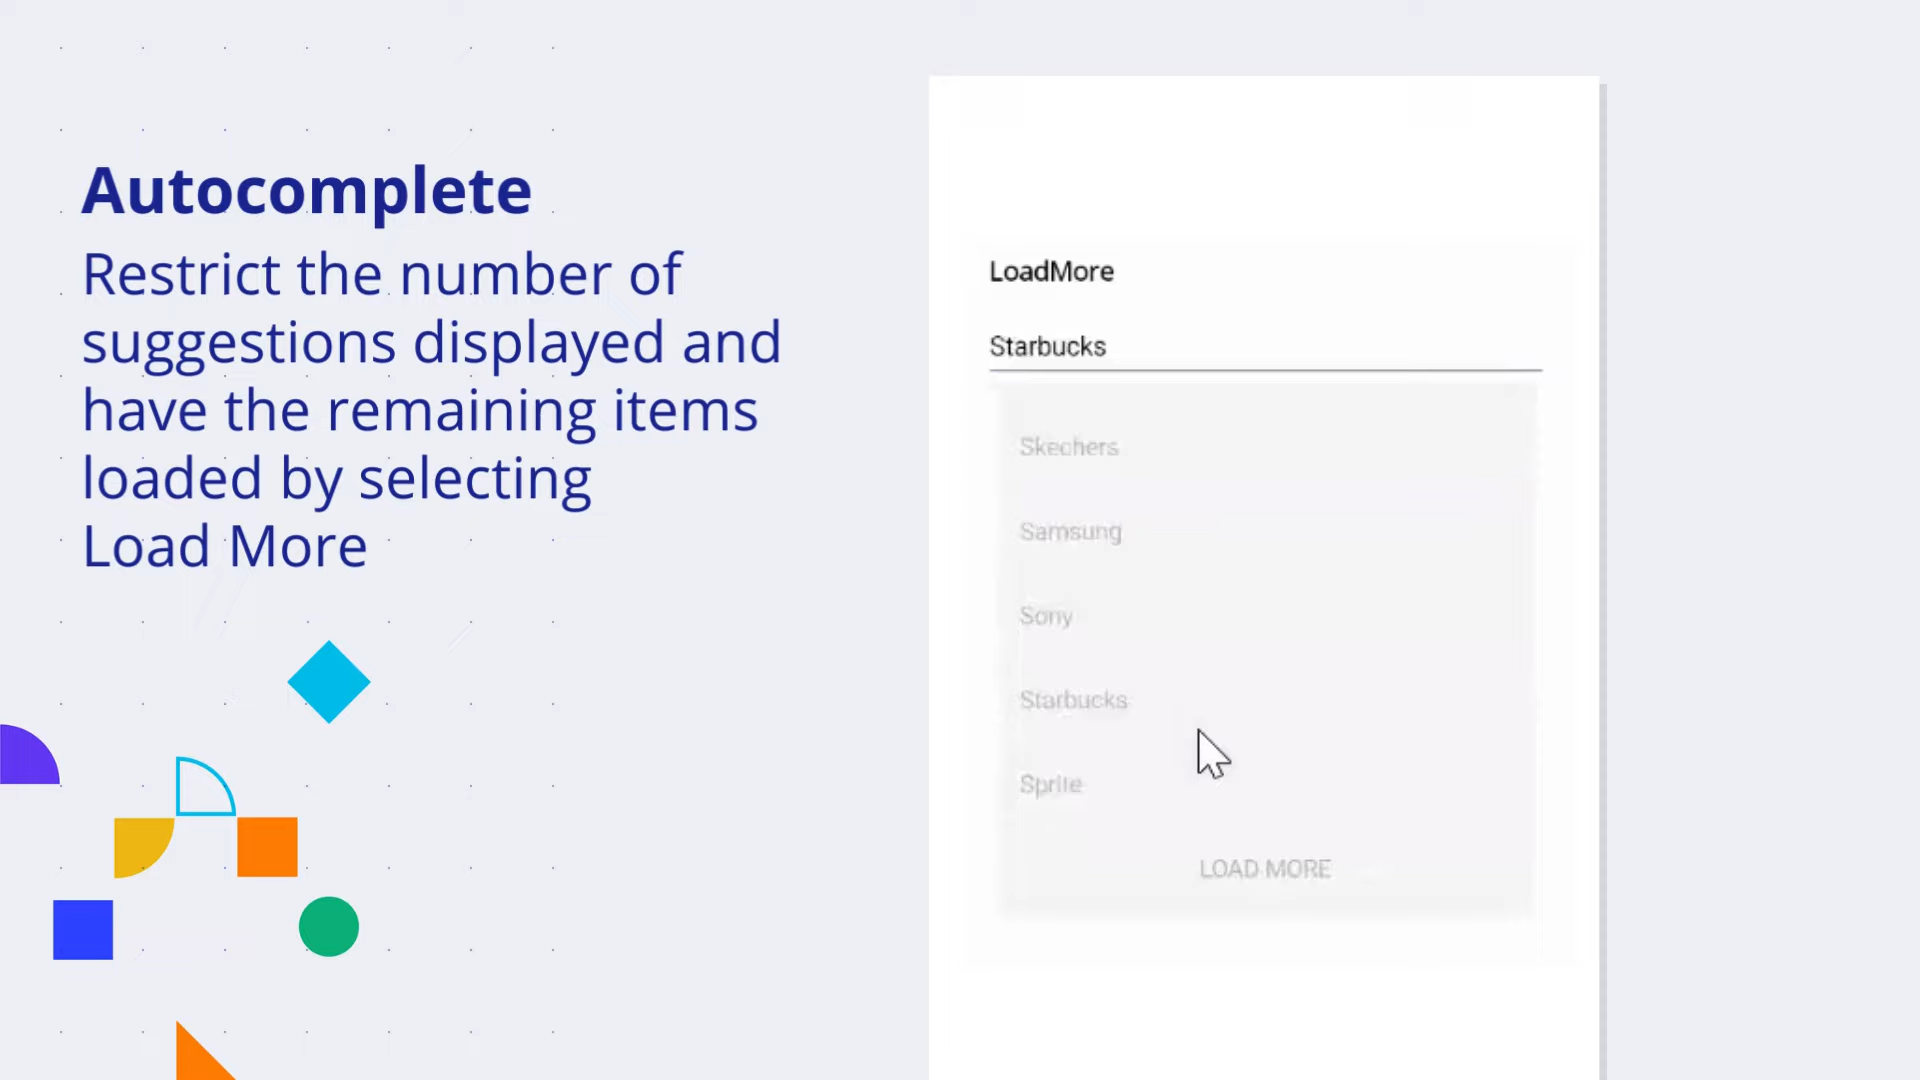 Autocomplete
Restrict the number of
suggestions displayed and
have the remaining items
loaded by selecting
Load More
LoadMore
Starbucks
Skechers
Samsung
Sony
Starbucks
Sprite
LOAD MORE